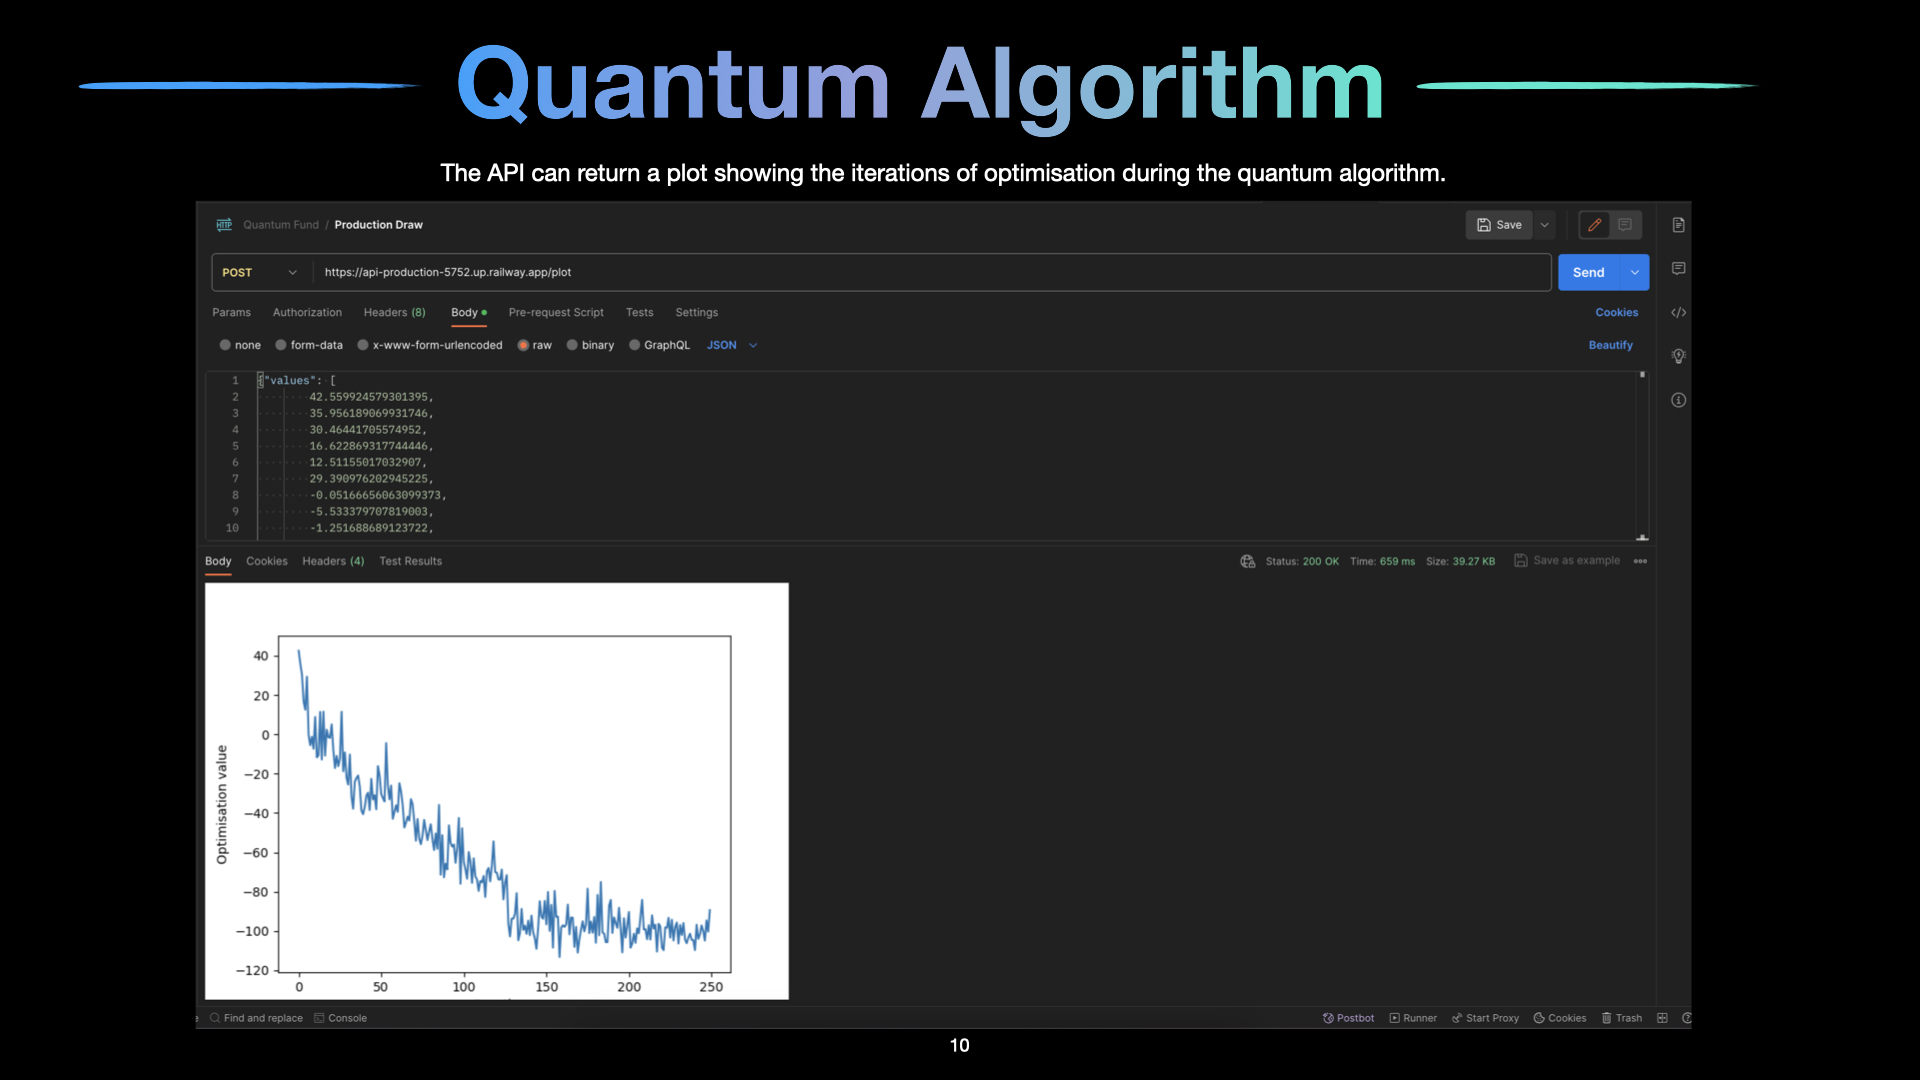 Quantum Algorithm
The API can return a plot showing the iterations of optimisation during the quantum algorithm.
HTTP Quantum Fund / Production Draw Save
POST https://api-production-5752.up.railway.app/plot Send
Params Authorization Headers (8) Body Pre-request Script Tests Settings Cookies
none form-data x-www-form-urlencoded raw binary GraphQL JSON Beautify
1 {"values": [
2 42.559924579301395,
3 35.956189069931746,
4 30.46441705574952,
5 16.622869317744446,
6 12.51155017032907,
7 29.390976202945225,
8 -0.05166656063099373,
9 -5.533379707819003,
10 -1.251688689123722,
Body Cookies Headers (4) Test Results Status: 200 OK Time: 659 ms Size: 39.27 KB Save as example
40
20
0
−20
−40
−60
−80
−100
−120
Optimisation value
0 50 100 150 200 250
Find and replace Console Postbot Runner Start Proxy Cookies Trash
10